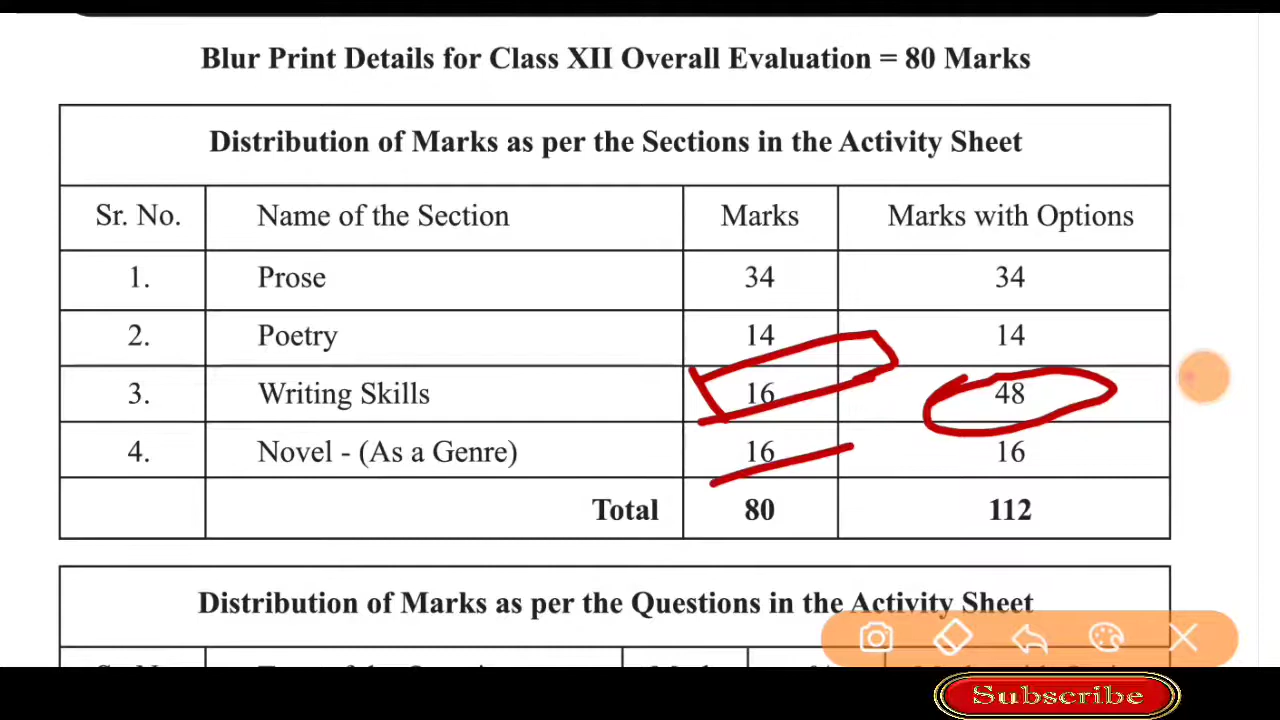 Blur Print Details for Class XII Overall Evaluation = 80 Marks
Distribution of Marks as per the Sections in the Activity Sheet
Sr. No. Name of the Section Marks Marks with Options
1. Prose 34 34
2. Poetry 14 14
3. Writing Skills 16 48
4. Novel - (As a Genre) 16 16
Total 80 112
Distribution of Marks as per the Questions in the Activity Sheet
Subscribe